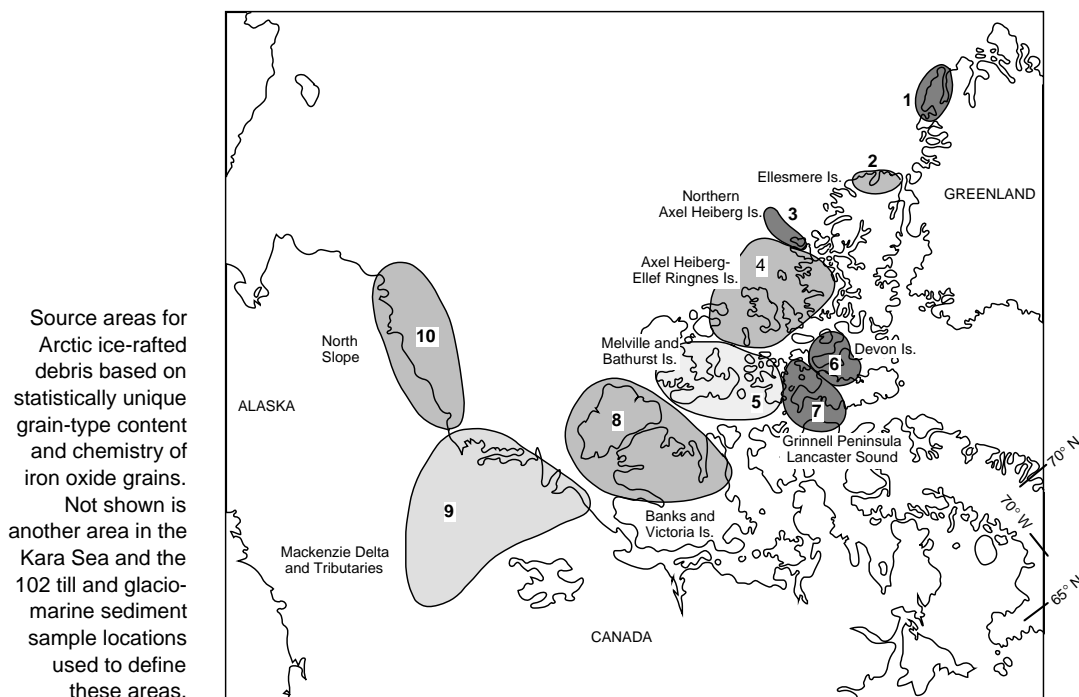 Source areas for
Arctic ice-rafted
debris based on
statistically unique
grain-type content
and chemistry of
iron oxide grains.
Not shown is
another area in the
Kara Sea and the
102 till and glacio-
marine sediment
sample locations
used to define
these areas.
1
2
Ellesmere Is.
GREENLAND
Northern
Axel Heiberg Is.
3
Axel Heiberg-
Ellef Ringnes Is.
4
10
North
Slope
Melville and
Bathurst Is.
5
Devon Is.
6
7
Grinnell Peninsula
Lancaster Sound
ALASKA
8
Banks and
Victoria Is.
9
Mackenzie Delta
and Tributaries
CANADA
70° N
70° W
65° N